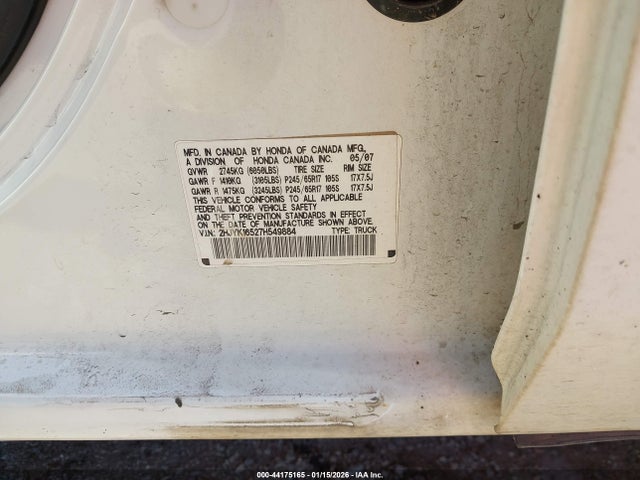 MFD. IN CANADA BY HONDA OF CANADA MFG.,
A DIVISION OF HONDA CANADA INC. 05/07
GVWR 2745KG (6050LBS) TIRE SIZE RIM SIZE
GAWR F 1410KG (3105LBS) P245/65R17 105S 17X7.5J
GAWR R 1475KG (3245LBS) P245/65R17 105S 17X7.5J
THIS VEHICLE CONFORMS TO ALL APPLICABLE
FEDERAL MOTOR VEHICLE SAFETY
AND THEFT PREVENTION STANDARDS IN EFFECT
ON THE DATE OF MANUFACTURE SHOWN ABOVE.
V.I.N: 2HJYK16527H549884 TYPE: TRUCK
000-44175165 - 01/15/2026 - IAA Inc.